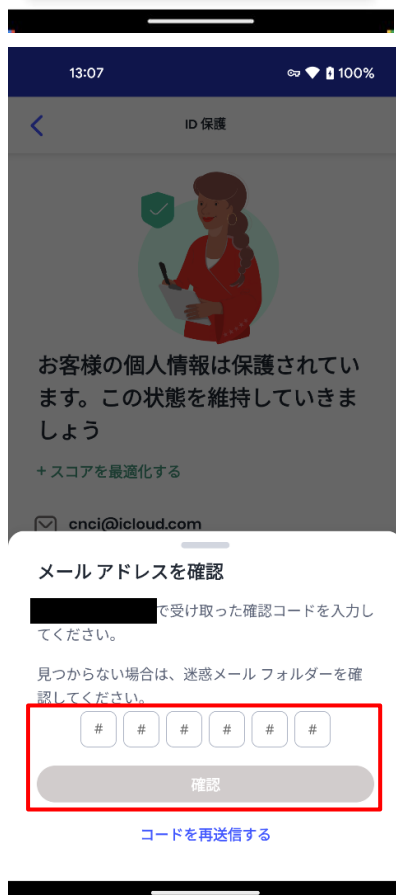 13:07
100%
ID 保護
お客様の個人情報は保護されてい
ます。この状態を維持していきま
しょう
+ スコアを最適化する
cnci@icloud.com
メール アドレスを確認
で受け取った確認コードを入力し
てください。
見つからない場合は、迷惑メール フォルダーを確
認してください。
# # # # # #
確認
コードを再送信する